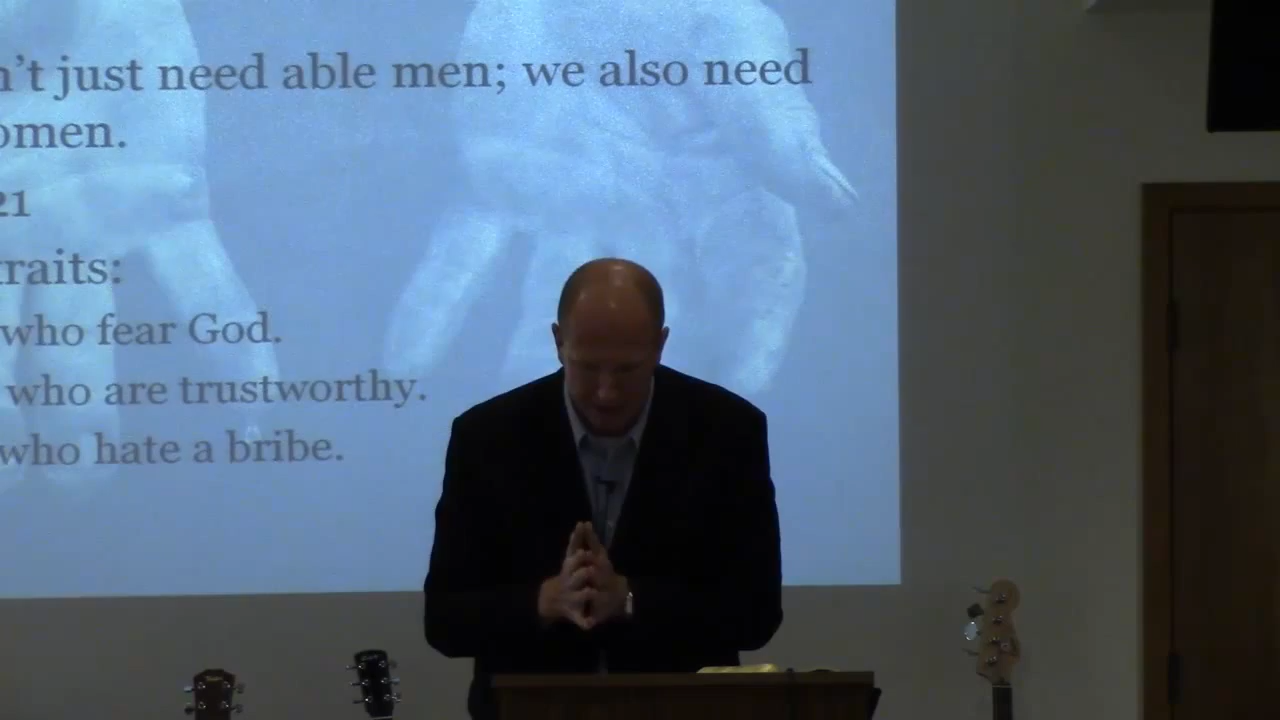 n't just need able men; we also need
omen.
21
raits:
who fear God.
who are trustworthy.
who hate a bribe.